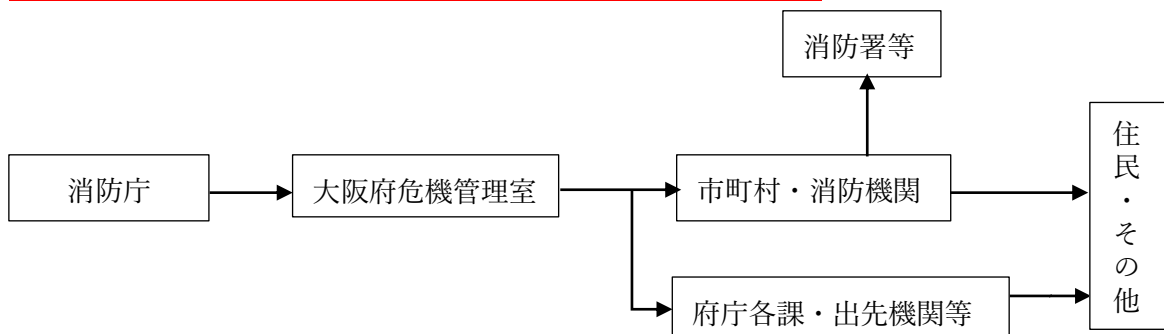 消防署等
消防庁
大阪府危機管理室
市町村・消防機関
住民・その他
府庁各課・出先機関等